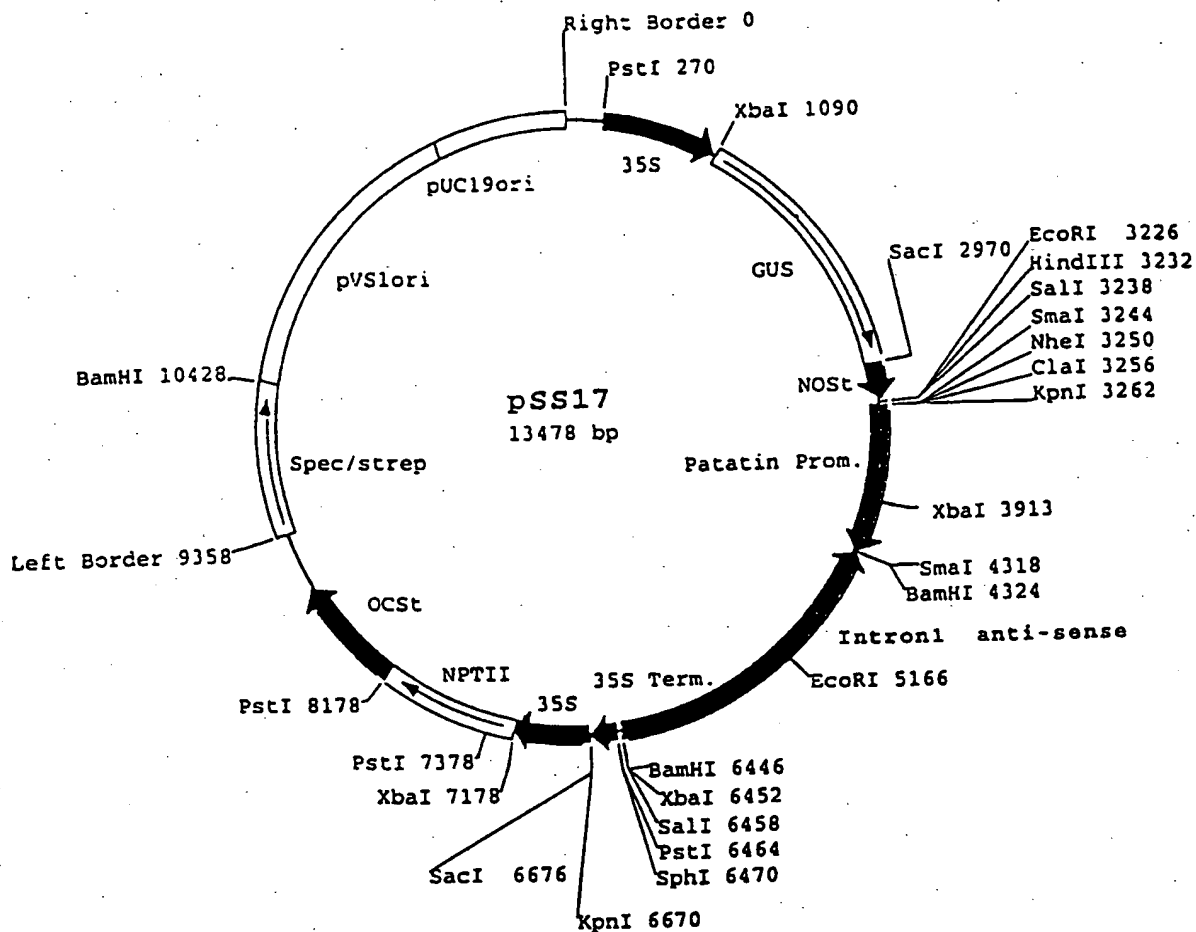 Right Border 0
PstI 270
XbaI 1090
35S
pUC19ori
pVS1ori
GUS
SacI 2970
EcoRI 3226
HindIII 3232
SalI 3238
SmaI 3244
NheI 3250
ClaI 3256
KpnI 3262
NOSt
BamHI 10428
pSS17
13478 bp
Spec/strep
Patatin Prom.
XbaI 3913
Left Border 9358
SmaI 4318
BamHI 4324
OCSt
Intron1 anti-sense
NPTII
35S Term.
EcoRI 5166
PstI 8178
35S
PstI 7378
XbaI 7178
BamHI 6446
XbaI 6452
SalI 6458
PstI 6464
SphI 6470
SacI 6676
KpnI 6670